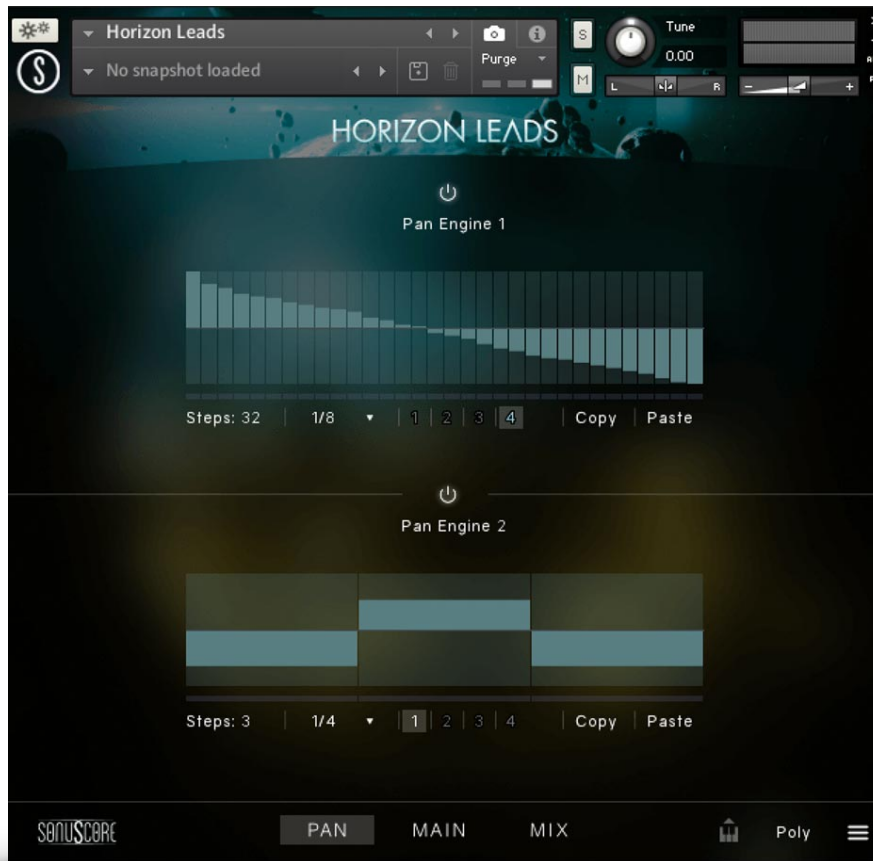 Horizon Leads
No snapshot loaded
Purge
S
M
Tune
0.00
L R
- +
HORIZON LEADS
Pan Engine 1
Steps: 32 1/8 1 2 3 4 Copy Paste
Pan Engine 2
Steps: 3 1/4 1 2 3 4 Copy Paste
SONUSCORE PAN MAIN MIX Poly